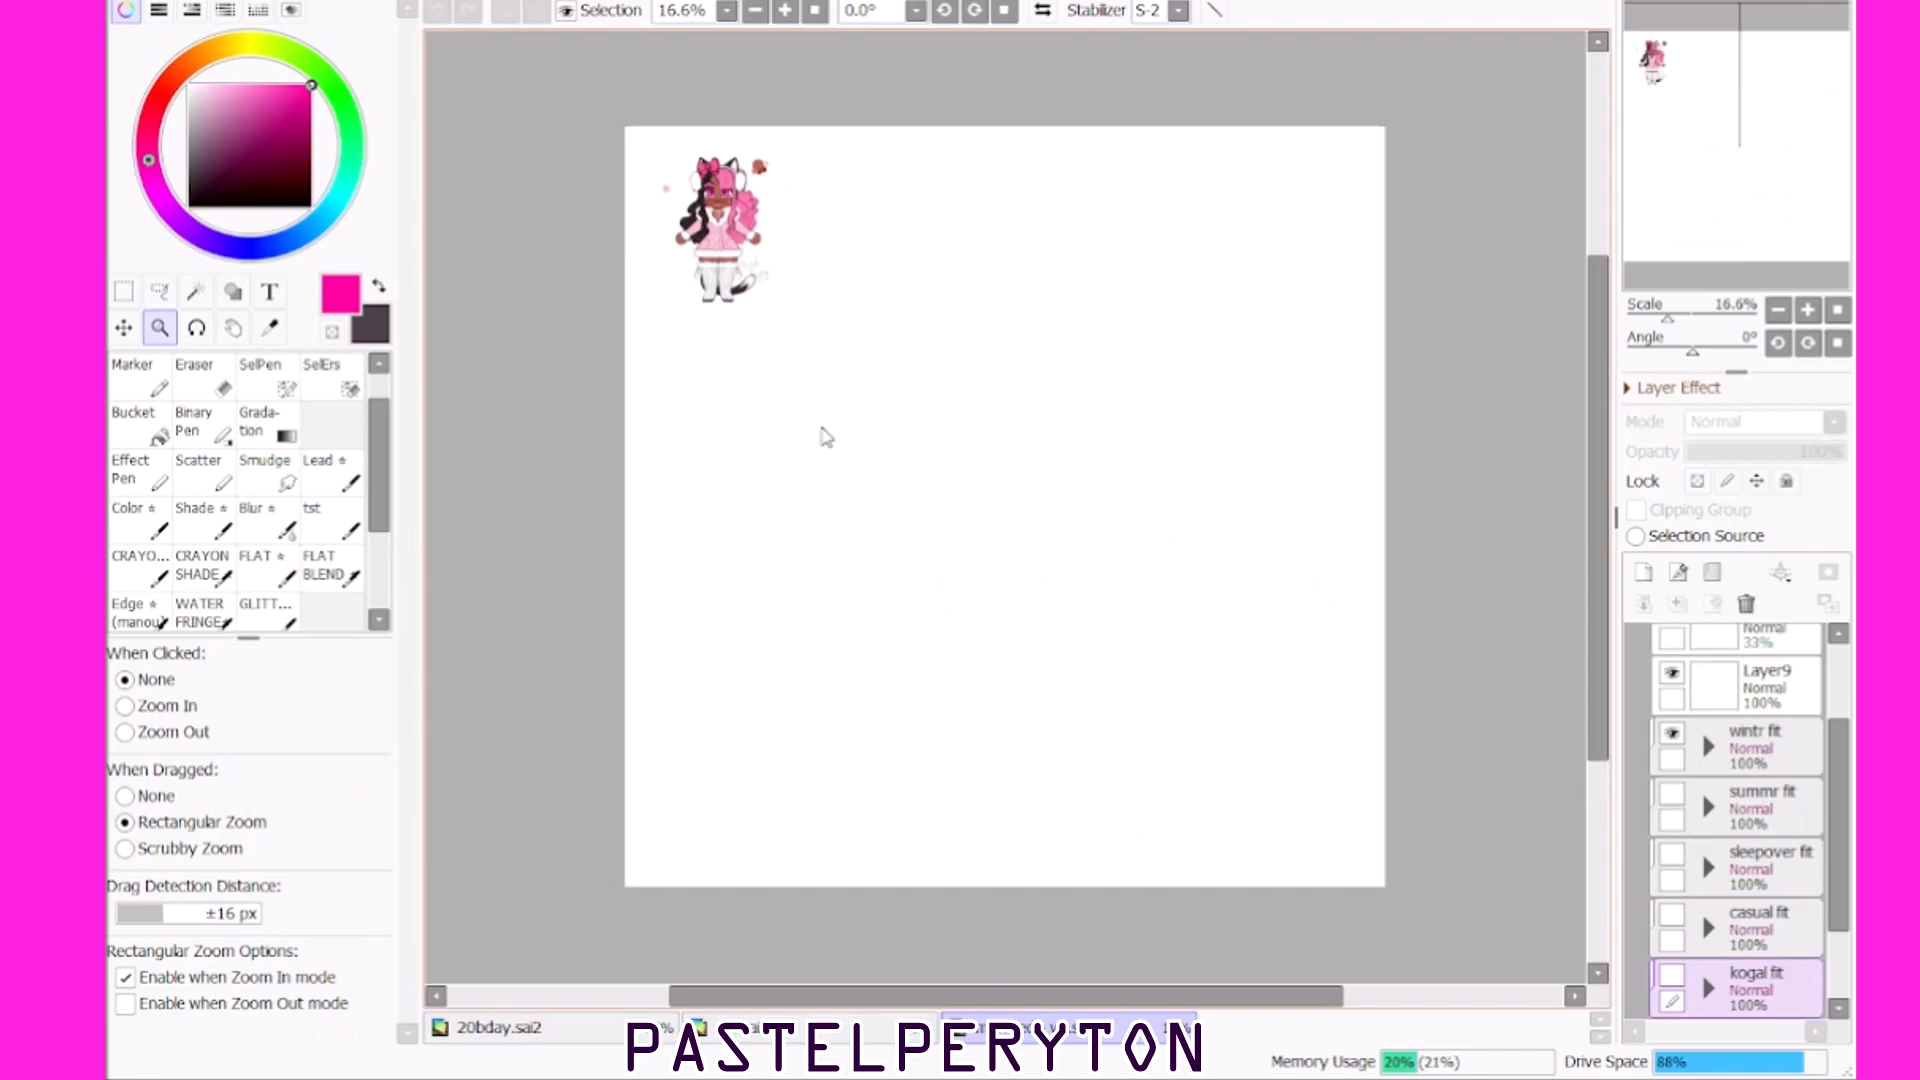 Selection 16.6% 0.0° Stabilizer S-2
T
Marker Eraser SelPen SelErs
Bucket Binary Pen Grada-tion
Effect Pen Scatter Smudge Lead
Color Shade Blur tst
CRAYO... CRAYON SHADE FLAT FLAT BLEND
Edge (manou) WATER FRINGE GLITT...
When Clicked:
None
Zoom In
Zoom Out
When Dragged:
None
Rectangular Zoom
Scrubby Zoom
Drag Detection Distance:
±16 px
Rectangular Zoom Options:
Enable when Zoom In mode
Enable when Zoom Out mode
Scale 16.6%
Angle 0°
Layer Effect
Mode Normal
Opacity 100%
Lock
Clipping Group
Selection Source
Normal
33%
Layer9
Normal
100%
wintr fit
Normal
100%
summr fit
Normal
100%
sleepover fit
Normal
100%
casual fit
Normal
100%
kogal fit
Normal
100%
20bday.sai2
PASTELPERYTON
Memory Usage 20% (21%) Drive Space 88%